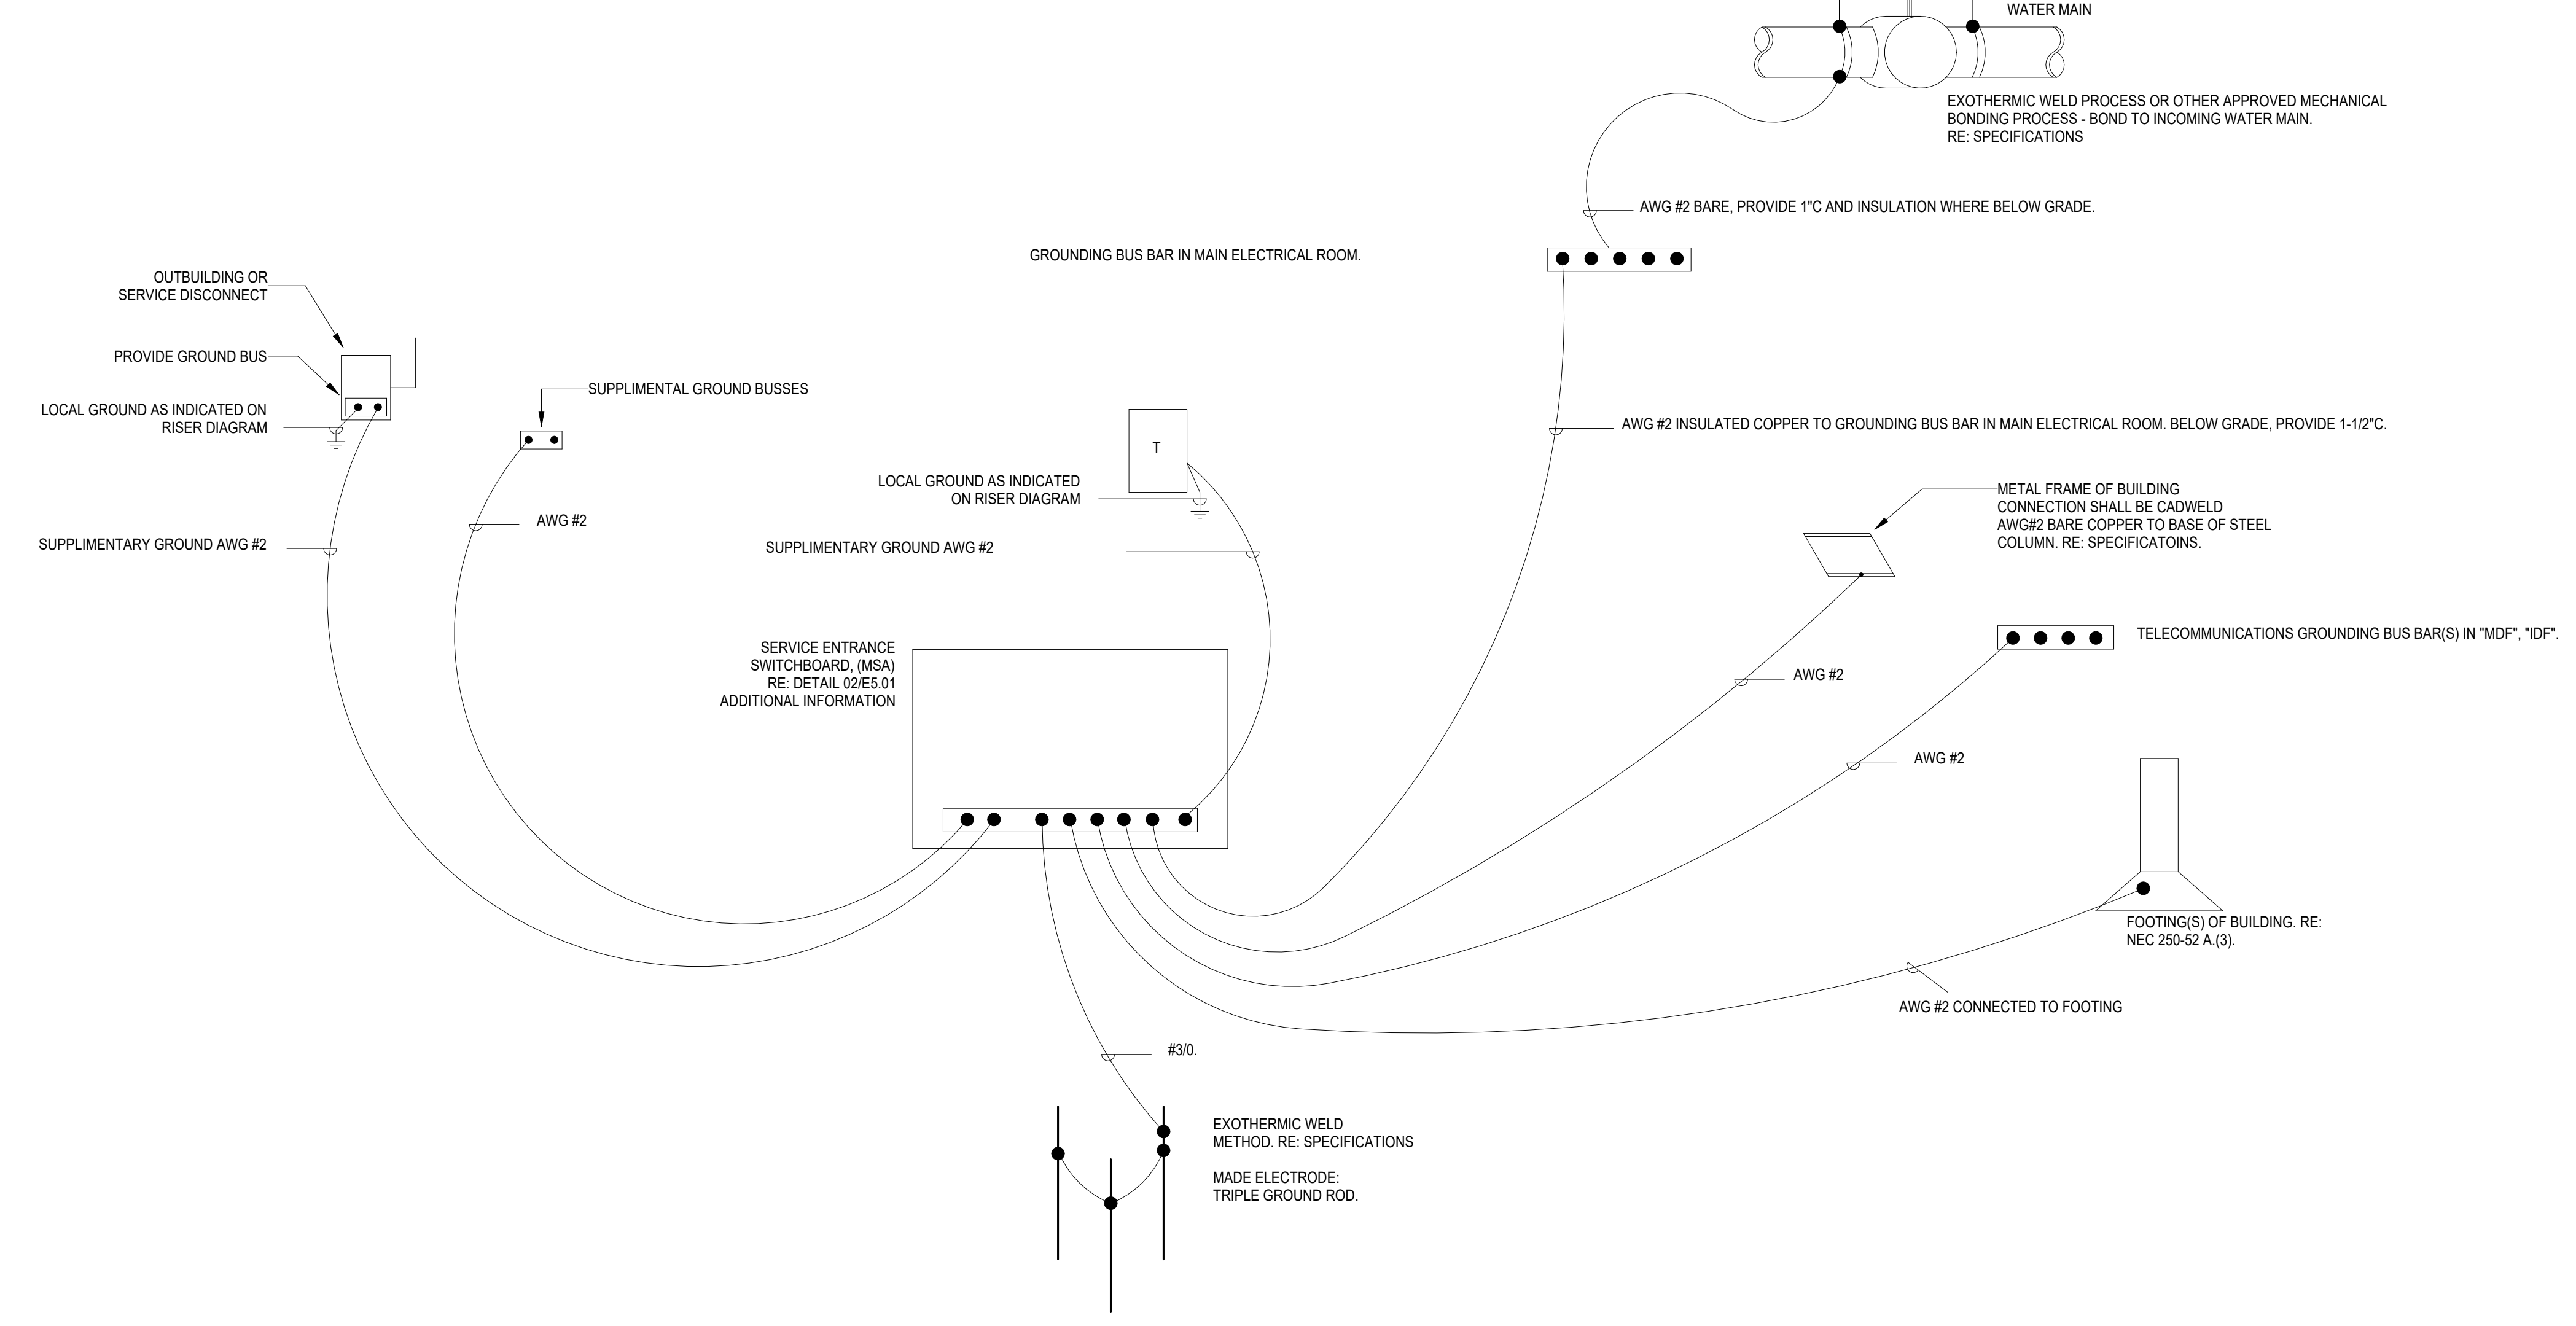 WATER MAIN
EXOTHERMIC WELD PROCESS OR OTHER APPROVED MECHANICAL
BONDING PROCESS - BOND TO INCOMING WATER MAIN.
RE: SPECIFICATIONS
AWG #2 BARE, PROVIDE 1"C AND INSULATION WHERE BELOW GRADE.
GROUNDING BUS BAR IN MAIN ELECTRICAL ROOM.
OUTBUILDING OR
SERVICE DISCONNECT
PROVIDE GROUND BUS
LOCAL GROUND AS INDICATED ON
RISER DIAGRAM
SUPPLIMENTAL GROUND BUSSES
AWG #2
SUPPLIMENTARY GROUND AWG #2
T
LOCAL GROUND AS INDICATED
ON RISER DIAGRAM
SUPPLIMENTARY GROUND AWG #2
AWG #2 INSULATED COPPER TO GROUNDING BUS BAR IN MAIN ELECTRICAL ROOM. BELOW GRADE, PROVIDE 1-1/2"C.
METAL FRAME OF BUILDING
CONNECTION SHALL BE CADWELD
AWG#2 BARE COPPER TO BASE OF STEEL
COLUMN. RE: SPECIFICATOINS.
TELECOMMUNICATIONS GROUNDING BUS BAR(S) IN "MDF", "IDF".
SERVICE ENTRANCE
SWITCHBOARD, (MSA)
RE: DETAIL 02/E5.01
ADDITIONAL INFORMATION
AWG #2
AWG #2
FOOTING(S) OF BUILDING. RE:
NEC 250-52 A.(3).
AWG #2 CONNECTED TO FOOTING
#3/0.
EXOTHERMIC WELD
METHOD. RE: SPECIFICATIONS
MADE ELECTRODE:
TRIPLE GROUND ROD.